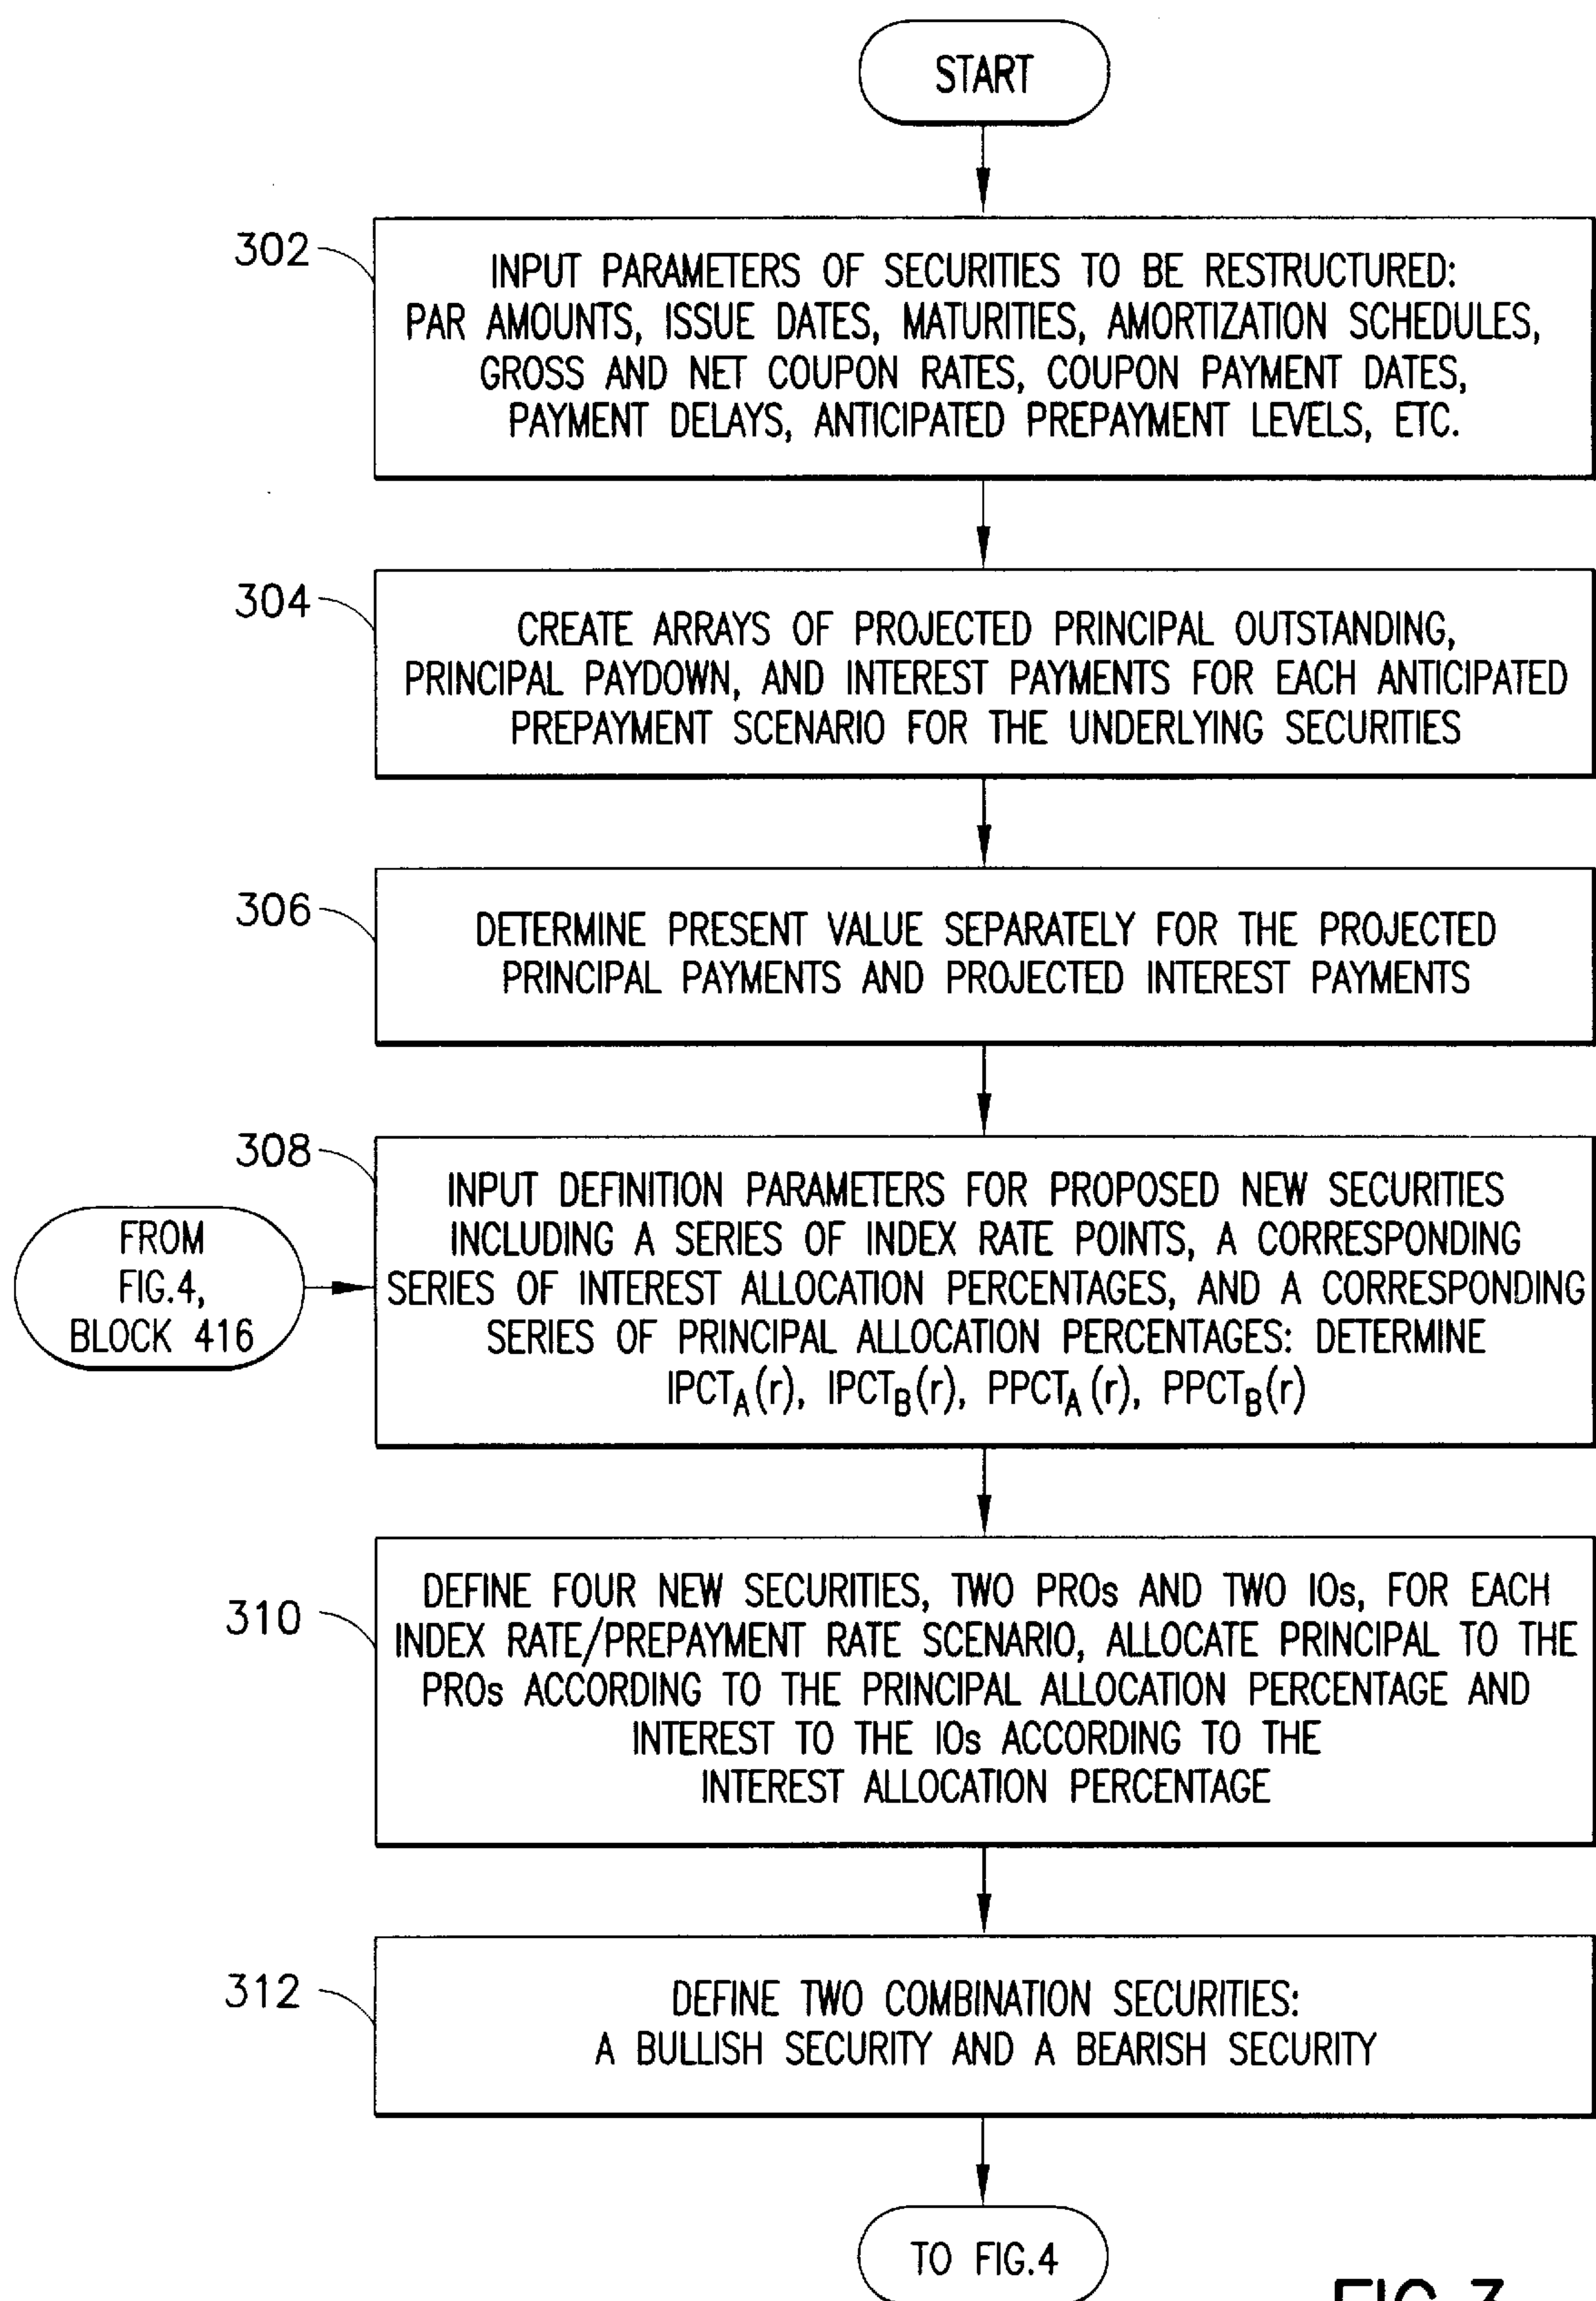 START
302
INPUT PARAMETERS OF SECURITIES TO BE RESTRUCTURED:
PAR AMOUNTS, ISSUE DATES, MATURITIES, AMORTIZATION SCHEDULES,
GROSS AND NET COUPON RATES, COUPON PAYMENT DATES,
PAYMENT DELAYS, ANTICIPATED PREPAYMENT LEVELS, ETC.
304
CREATE ARRAYS OF PROJECTED PRINCIPAL OUTSTANDING,
PRINCIPAL PAYDOWN, AND INTEREST PAYMENTS FOR EACH ANTICIPATED
PREPAYMENT SCENARIO FOR THE UNDERLYING SECURITIES
306
DETERMINE PRESENT VALUE SEPARATELY FOR THE PROJECTED
PRINCIPAL PAYMENTS AND PROJECTED INTEREST PAYMENTS
308
FROM
FIG.4,
BLOCK 416
INPUT DEFINITION PARAMETERS FOR PROPOSED NEW SECURITIES
INCLUDING A SERIES OF INDEX RATE POINTS, A CORRESPONDING
SERIES OF INTEREST ALLOCATION PERCENTAGES, AND A CORRESPONDING
SERIES OF PRINCIPAL ALLOCATION PERCENTAGES: DETERMINE
IPCT_A(r), IPCT_B(r), PPCT_A(r), PPCT_B(r)
310
DEFINE FOUR NEW SECURITIES, TWO PROs AND TWO IOs, FOR EACH
INDEX RATE/PREPAYMENT RATE SCENARIO, ALLOCATE PRINCIPAL TO THE
PROs ACCORDING TO THE PRINCIPAL ALLOCATION PERCENTAGE AND
INTEREST TO THE IOs ACCORDING TO THE
INTEREST ALLOCATION PERCENTAGE
312
DEFINE TWO COMBINATION SECURITIES:
A BULLISH SECURITY AND A BEARISH SECURITY
TO FIG.4